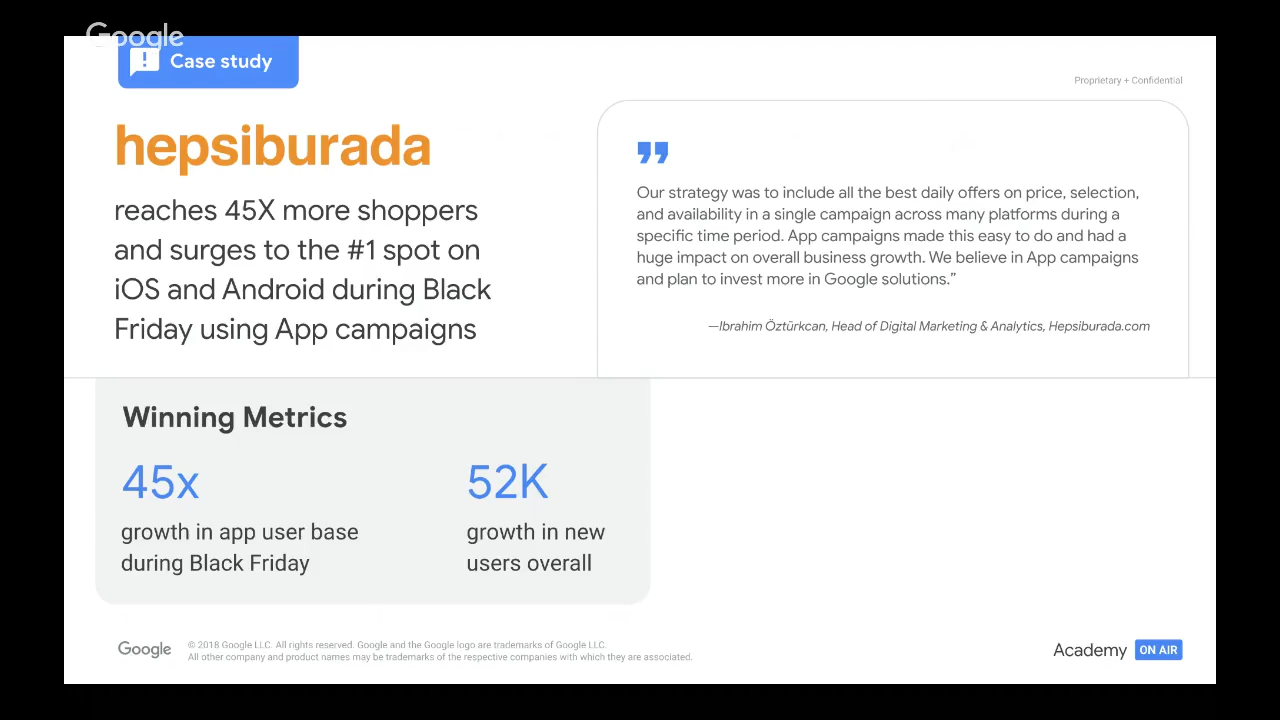 Google
Case study
Proprietary + Confidential
hepsiburada
reaches 45X more shoppers
and surges to the #1 spot on
iOS and Android during Black
Friday using App campaigns
”
Our strategy was to include all the best daily offers on price, selection,
and availability in a single campaign across many platforms during a
specific time period. App campaigns made this easy to do and had a
huge impact on overall business growth. We believe in App campaigns
and plan to invest more in Google solutions.”
—Ibrahim Öztürkcan, Head of Digital Marketing & Analytics, Hepsiburada.com
Winning Metrics
45x
growth in app user base
during Black Friday
52K
growth in new
users overall
Google
© 2018 Google LLC. All rights reserved. Google and the Google logo are trademarks of Google LLC.
All other company and product names may be trademarks of the respective companies with which they are associated.
Academy ON AIR